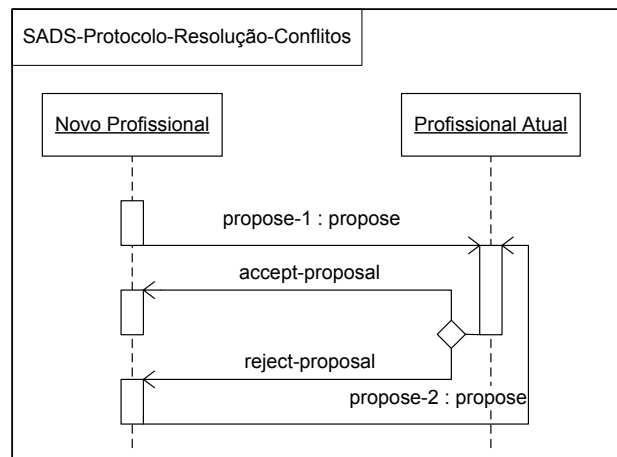 SADS-Protocolo-Resolução-Conflitos
Novo Profissional
Profissional Atual
propose-1 : propose
accept-proposal
reject-proposal
propose-2 : propose